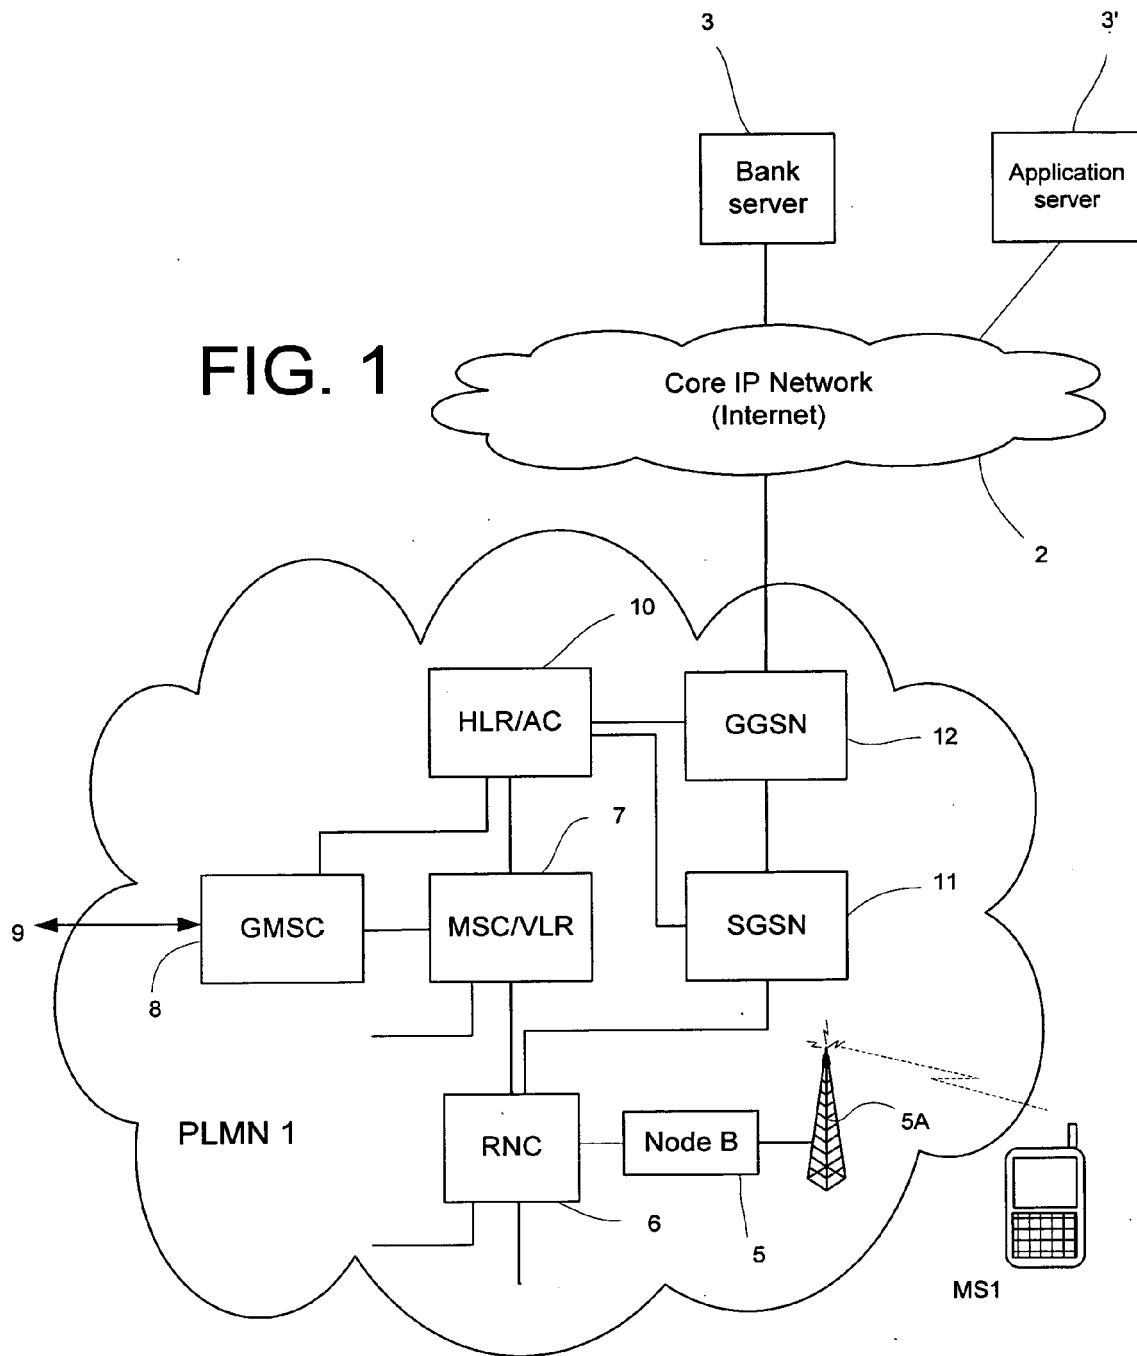 3
3'
Bank
server
Application
server
FIG. 1
Core IP Network
(Internet)
2
10
HLR/AC
GGSN
12
7
11
9
GMSC
MSC/VLR
SGSN
8
PLMN 1
RNC
Node B
5A
6
5
MS1